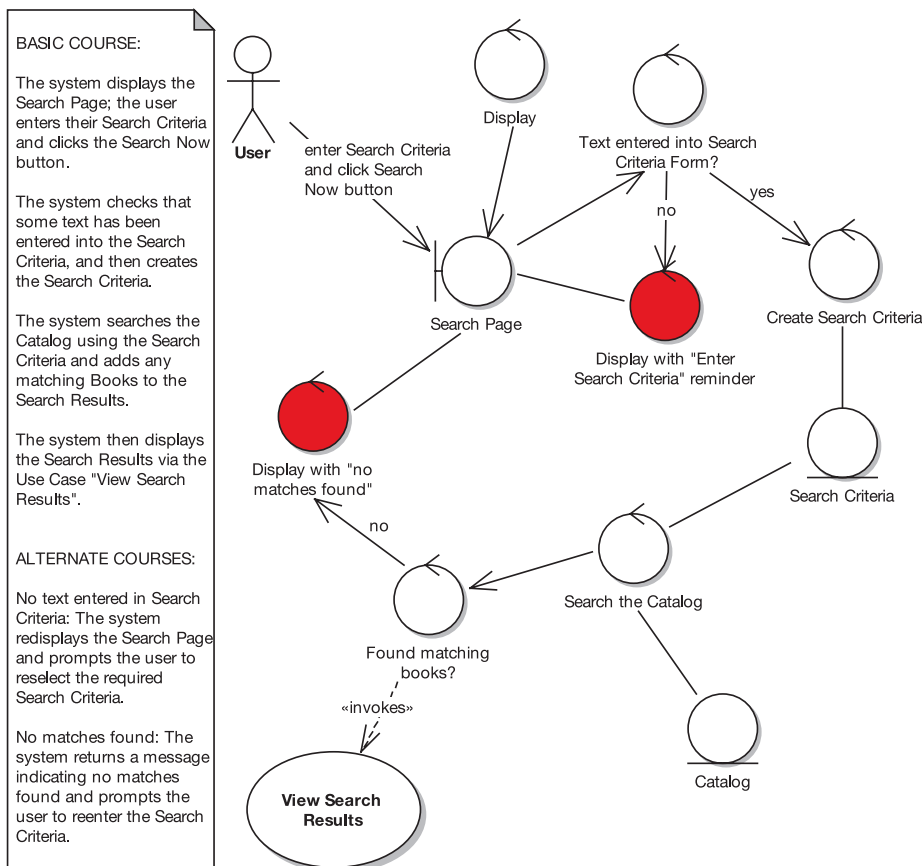 BASIC COURSE:
The system displays the
Search Page; the user
enters their Search Criteria
and clicks the Search Now
button.
The system checks that
some text has been
entered into the Search
Criteria, and then creates
the Search Criteria.
The system searches the
Catalog using the Search
Criteria and adds any
matching Books to the
Search Results.
The system then displays
the Search Results via the
Use Case "View Search
Results".
ALTERNATE COURSES:
No text entered in Search
Criteria: The system
redisplays the Search Page
and prompts the user to
reselect the required
Search Criteria.
No matches found: The
system returns a message
indicating no matches
found and prompts the
user to reenter the Search
Criteria.
User
enter Search Criteria
and click Search
Now button
Display
Text entered into Search
Criteria Form?
no
yes
Search Page
Display with "Enter
Search Criteria" reminder
Create Search Criteria
Display with "no
matches found"
Search Criteria
no
Search the Catalog
Found matching
books?
«invokes»
View Search
Results
Catalog